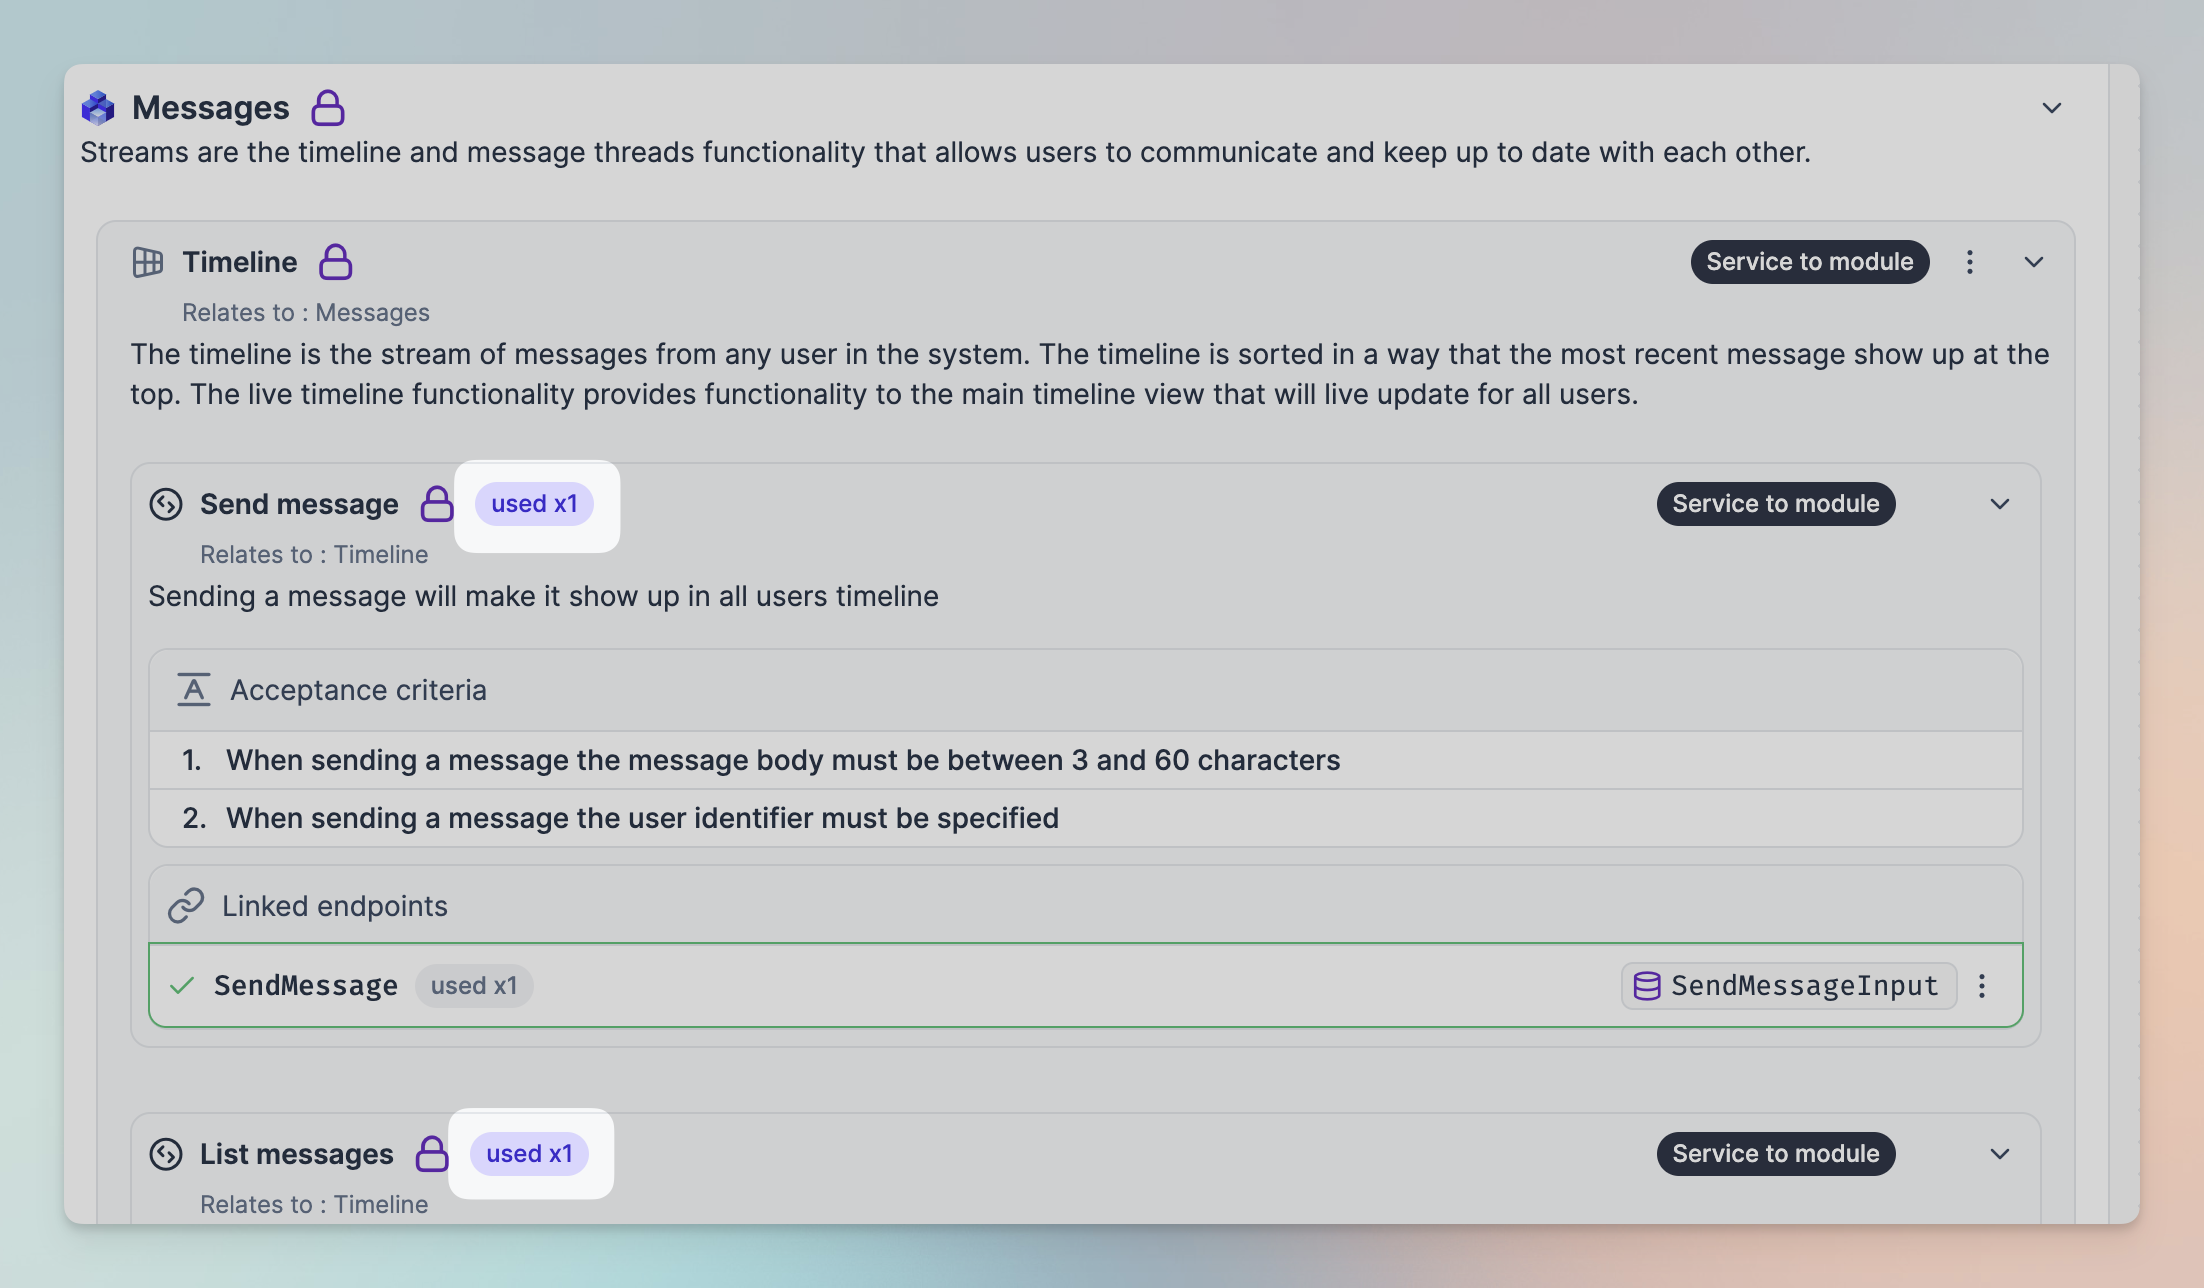 Messages
Streams are the timeline and message threads functionality that allows users to communicate and keep up to date with each other.
Timeline
Service to module
Relates to : Messages
The timeline is the stream of messages from any user in the system. The timeline is sorted in a way that the most recent message show up at the
top. The live timeline functionality provides functionality to the main timeline view that will live update for all users.
Send message used x1 Service to module
Relates to : Timeline
Sending a message will make it show up in all users timeline
Acceptance criteria
1. When sending a message the message body must be between 3 and 60 characters
2. When sending a message the user identifier must be specified
Linked endpoints
SendMessage used x1 SendMessageInput
List messages used x1 Service to module
Relates to : Timeline